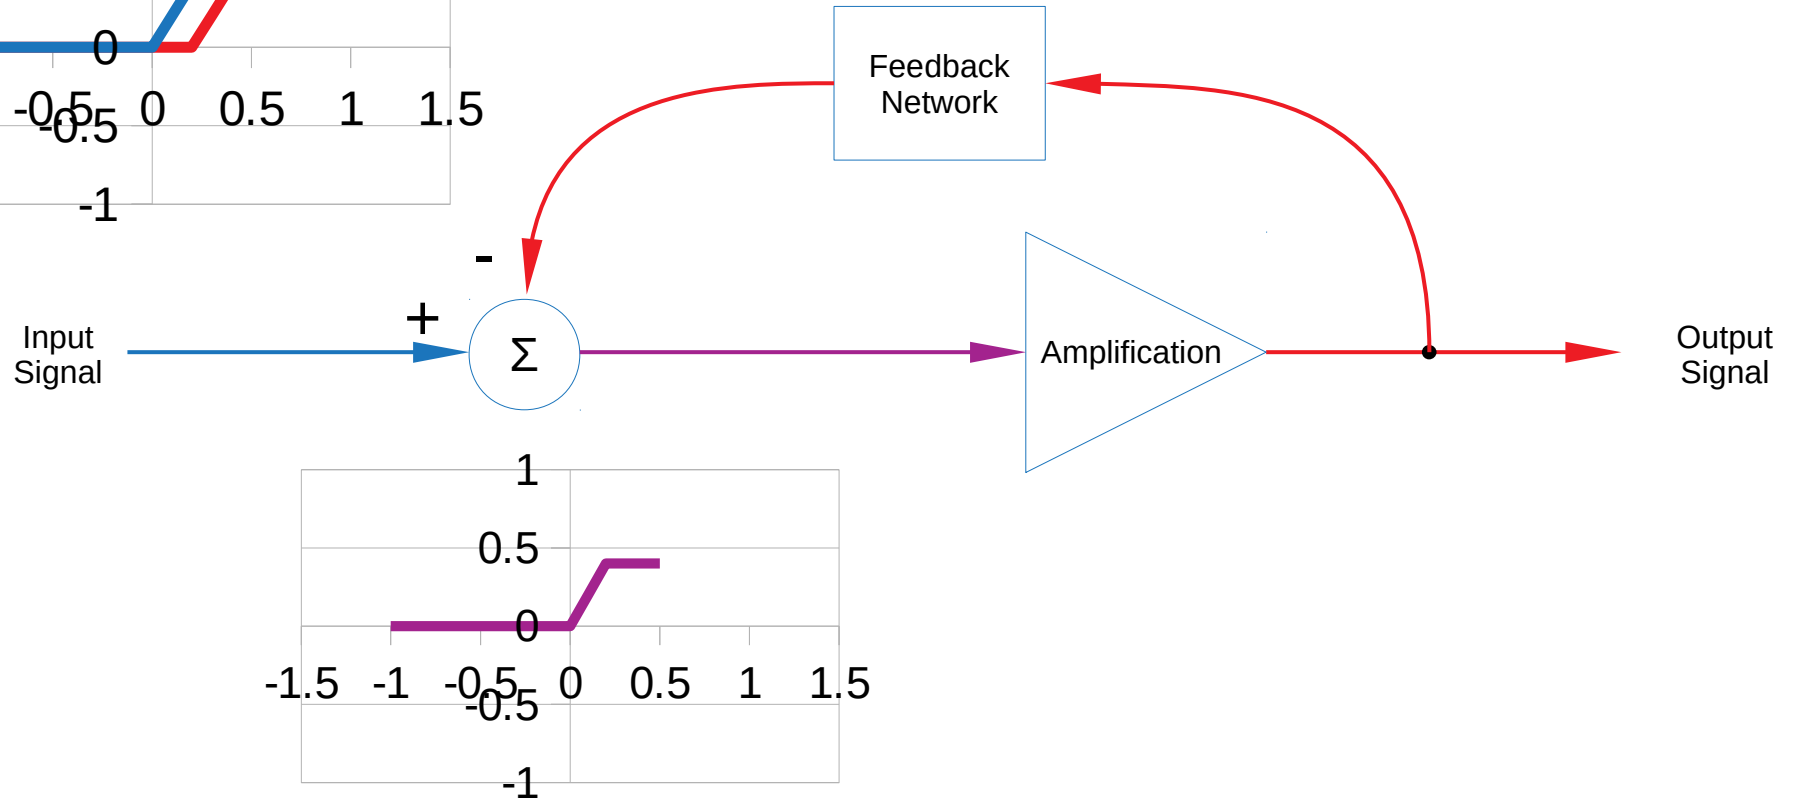 0
-0.5 0 0.5 1 1.5
-0.5
-1
Feedback
Network
-
+
Input
Signal
Σ
Amplification
Output
Signal
1
0.5
0
-1.5 -1 -0.5 0 0.5 1 1.5
-0.5
-1